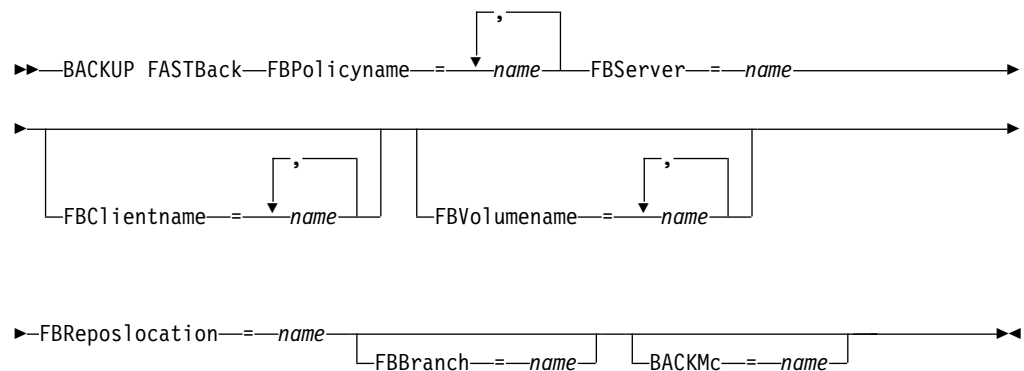 ,
BACKUP FASTBack FBPolicyname = name FBServer = name
, ,
FBClientname = name FBVolumename = name
FBReposlocation = name
FBBranch = name BACKMc = name